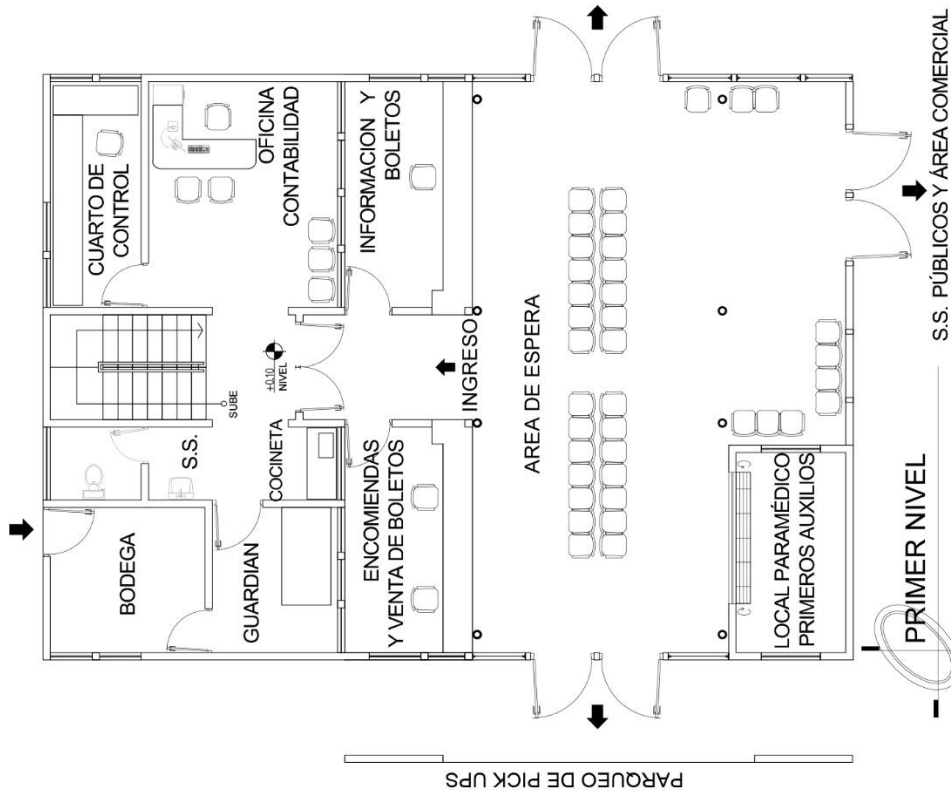 CUARTO DE
CONTROL
OFICINA
CONTABILIDAD
INFORMACION Y
BOLETOS
SUBE
+0.10
NIVEL
S.S.
COCINETA
BODEGA
GUARDIAN
ENCOMIENDAS
Y VENTA DE BOLETOS
INGRESO
AREA DE ESPERA
LOCAL PARAMÉDICO
PRIMEROS AUXILIOS
S.S. PÚBLICOS Y ÁREA COMERCIAL
PRIMER NIVEL
PARQUEO DE PICK UPS